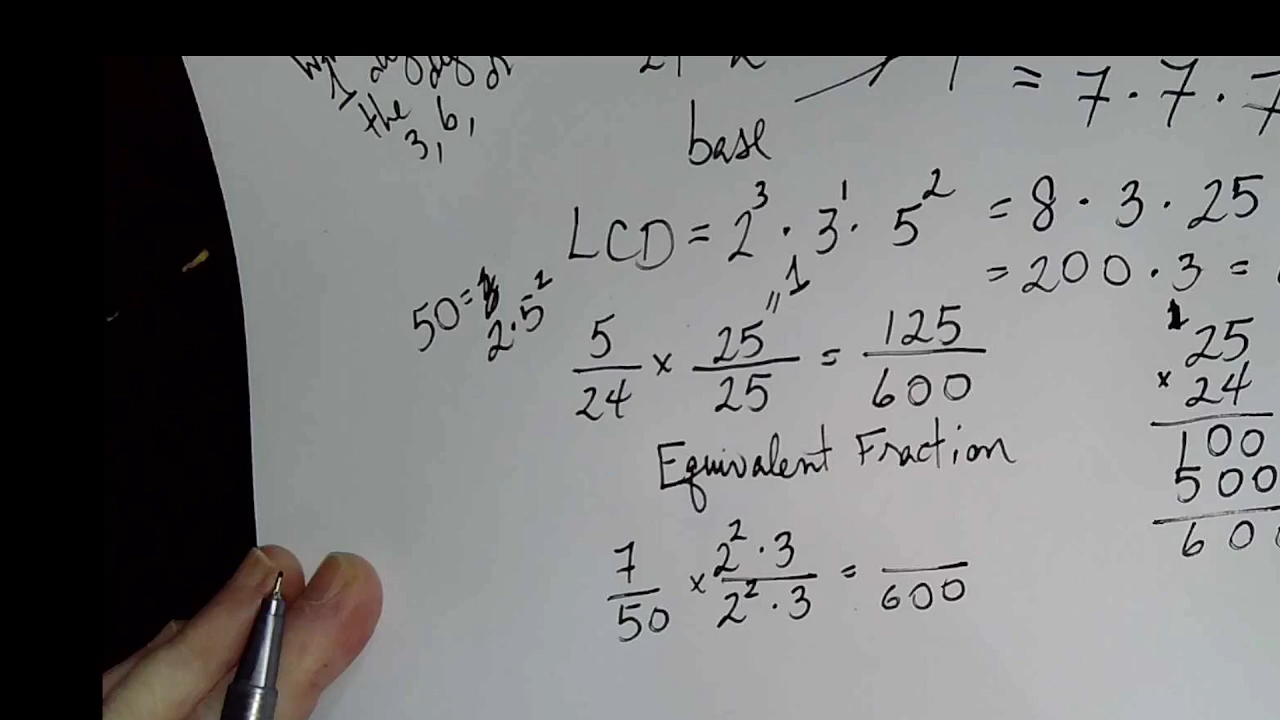 the
3, 6,
base
= 7 · 7 · 7
LCD = 2³ · 3¹ · 5² = 8 · 3 · 25
= 200 · 3 =
50 =
2·5²
" 1
5/24 × 25/25 = 125/600
1
25
× 24
100
500
600
Equivalent Fraction
7/50 × 2² · 3/2² · 3 = /600